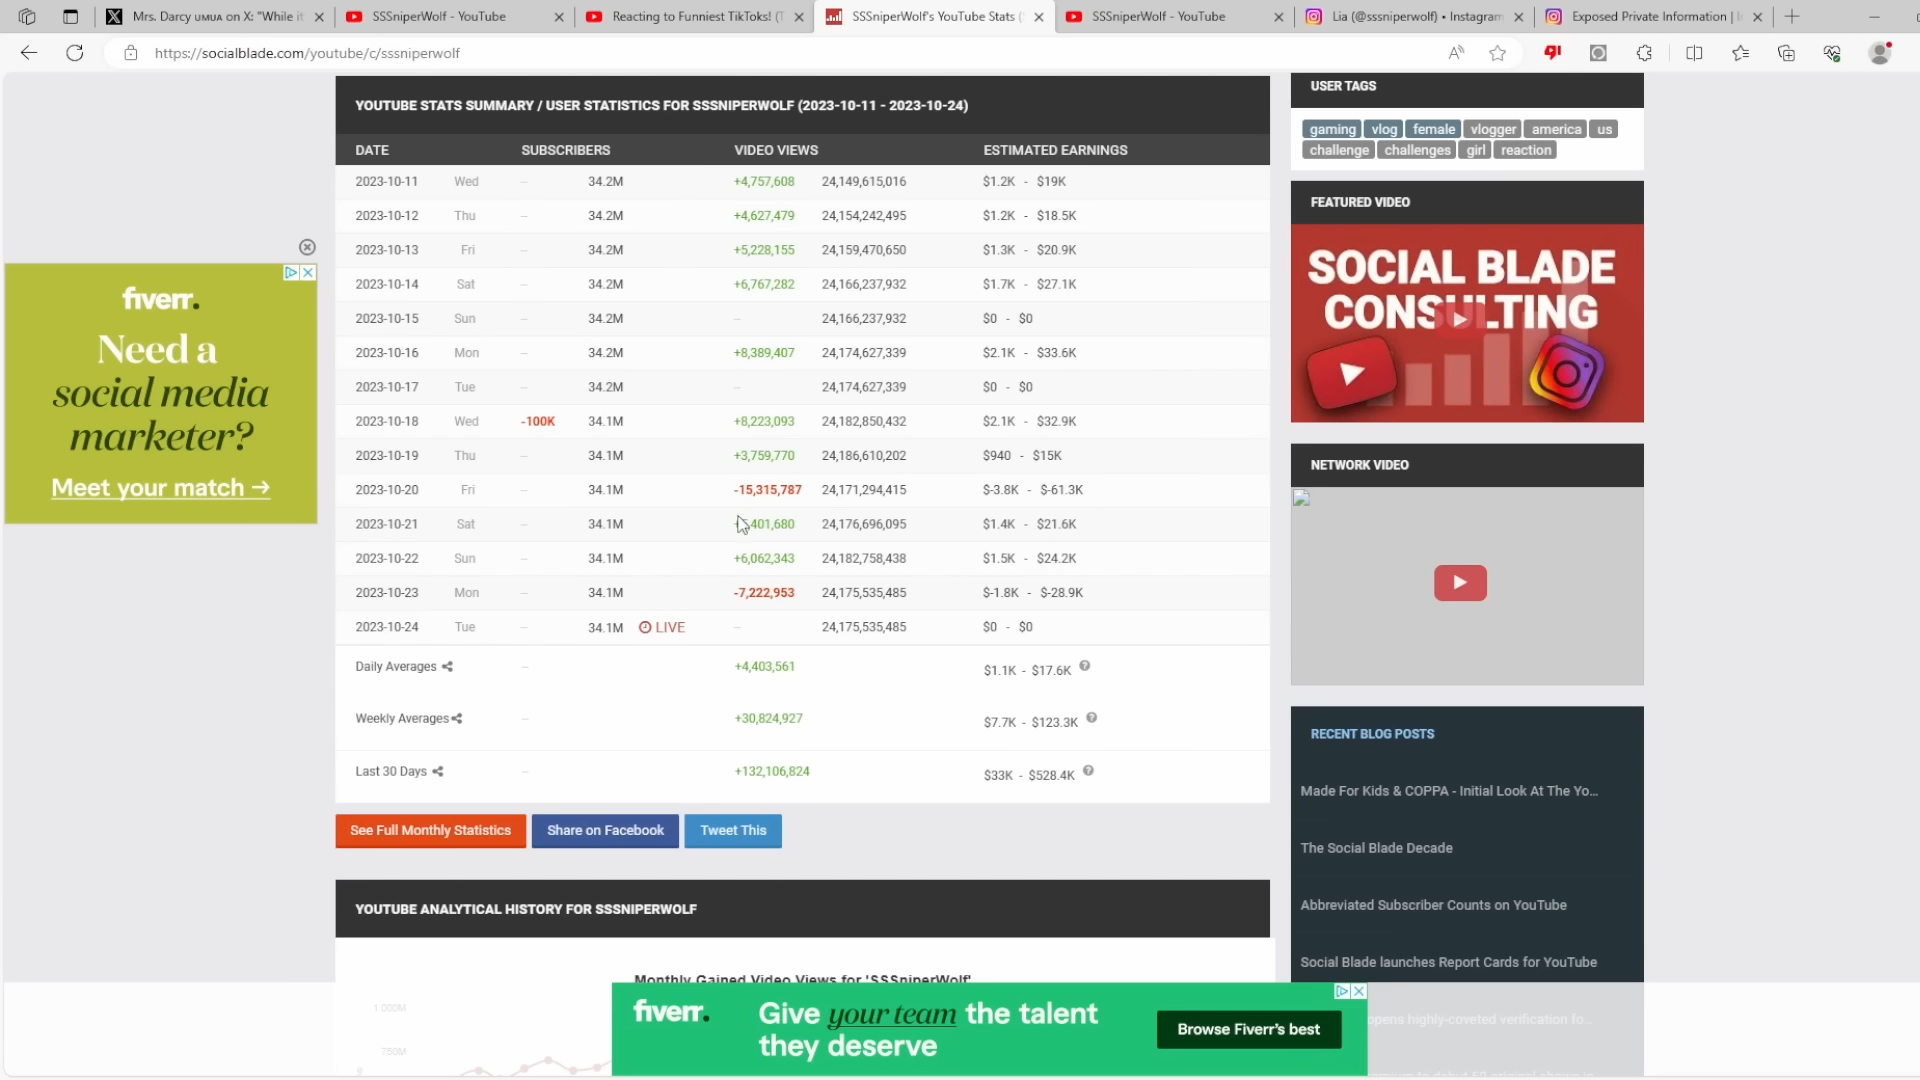 Mrs. Darcy UMUA on X: "While it
SSSniperWolf - YouTube
Reacting to Funniest TikToks! (
SSSniperWolf's YouTube Stats (
SSSniperWolf - YouTube
Lia (@sssniperwolf) • Instagram
Exposed Private Information |
https://socialblade.com/youtube/c/sssniperwolf
YOUTUBE STATS SUMMARY / USER STATISTICS FOR SSSNIPERWOLF (2023-10-11 - 2023-10-24)
DATE SUBSCRIBERS VIDEO VIEWS ESTIMATED EARNINGS
2023-10-11 Wed -- 34.2M +4,757,608 24,149,615,016 $1.2K - $19K
2023-10-12 Thu -- 34.2M +4,627,479 24,154,242,495 $1.2K - $18.5K
2023-10-13 Fri -- 34.2M +5,228,155 24,159,470,650 $1.3K - $20.9K
2023-10-14 Sat -- 34.2M +6,767,282 24,166,237,932 $1.7K - $27.1K
2023-10-15 Sun -- 34.2M -- 24,166,237,932 $0 - $0
2023-10-16 Mon -- 34.2M +8,389,407 24,174,627,339 $2.1K - $33.6K
2023-10-17 Tue -- 34.2M -- 24,174,627,339 $0 - $0
2023-10-18 Wed -100K 34.1M +8,223,093 24,182,850,432 $2.1K - $32.9K
2023-10-19 Thu -- 34.1M +3,759,770 24,186,610,202 $940 - $15K
2023-10-20 Fri -- 34.1M -15,315,787 24,171,294,415 $-3.8K - $-61.3K
2023-10-21 Sat -- 34.1M 401,680 24,176,696,095 $1.4K - $21.6K
2023-10-22 Sun -- 34.1M +6,062,343 24,182,758,438 $1.5K - $24.2K
2023-10-23 Mon -- 34.1M -7,222,953 24,175,535,485 $-1.8K - $-28.9K
2023-10-24 Tue -- 34.1M LIVE -- 24,175,535,485 $0 - $0
Daily Averages -- +4,403,561 $1.1K - $17.6K
Weekly Averages -- +30,824,927 $7.7K - $123.3K
Last 30 Days -- +132,106,824 $33K - $528.4K
See Full Monthly Statistics
Share on Facebook
Tweet This
YOUTUBE ANALYTICAL HISTORY FOR SSSNIPERWOLF
Monthly Gained Video Views for 'SSSniperWolf'
1 000M
750M
fiverr.
Need a
social media
marketer?
Meet your match →
USER TAGS
gaming vlog female vlogger america us
challenge challenges girl reaction
FEATURED VIDEO
SOCIAL BLADE
CONSULTING
NETWORK VIDEO
RECENT BLOG POSTS
Made For Kids & COPPA - Initial Look At The Yo...
The Social Blade Decade
Abbreviated Subscriber Counts on YouTube
Social Blade launches Report Cards for YouTube
opens highly-coveted verification fo...
fiverr.
Give your team the talent
they deserve
Browse Fiverr's best